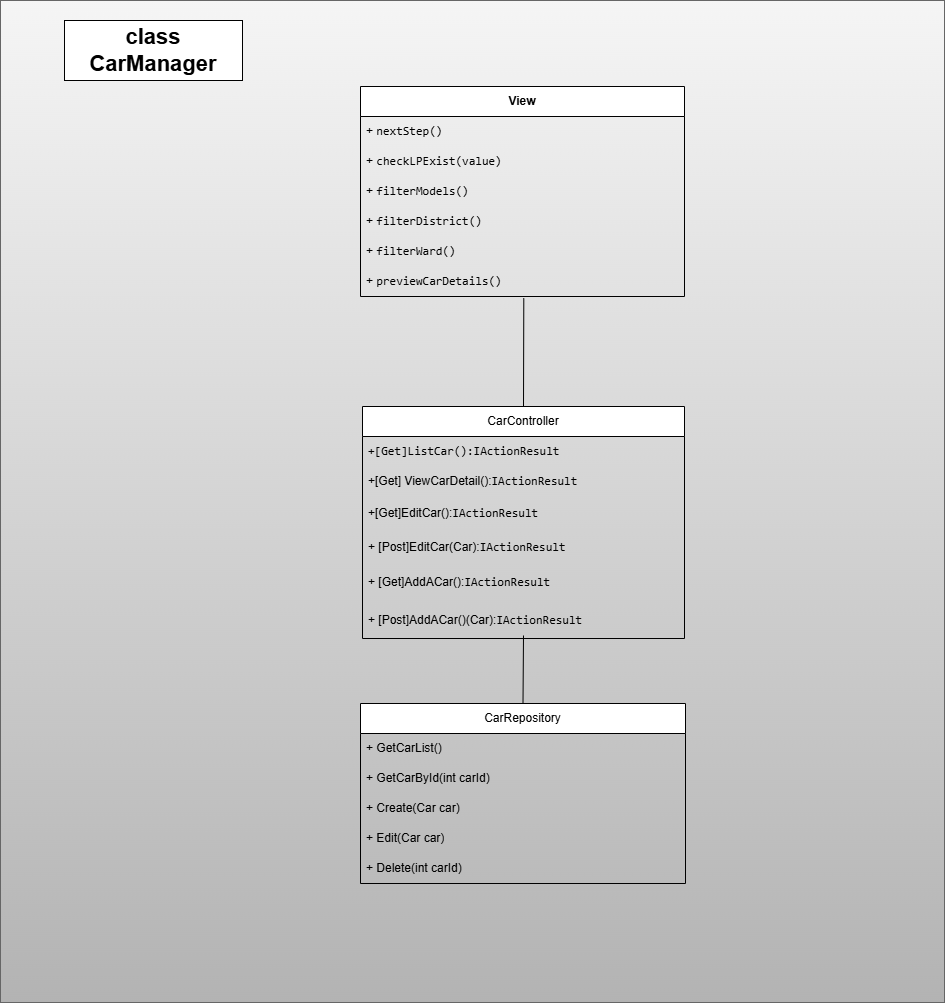 class
CarManager
View
+ nextStep()
+ checkLPExist(value)
+ filterModels()
+ filterDistrict()
+ filterWard()
+ previewCarDetails()
CarController
+[Get]ListCar():IActionResult
+[Get] ViewCarDetail():IActionResult
+[Get]EditCar():IActionResult
+ [Post]EditCar(Car):IActionResult
+ [Get]AddACar():IActionResult
+ [Post]AddACar()(Car):IActionResult
CarRepository
+ GetCarList()
+ GetCarById(int carId)
+ Create(Car car)
+ Edit(Car car)
+ Delete(int carId)